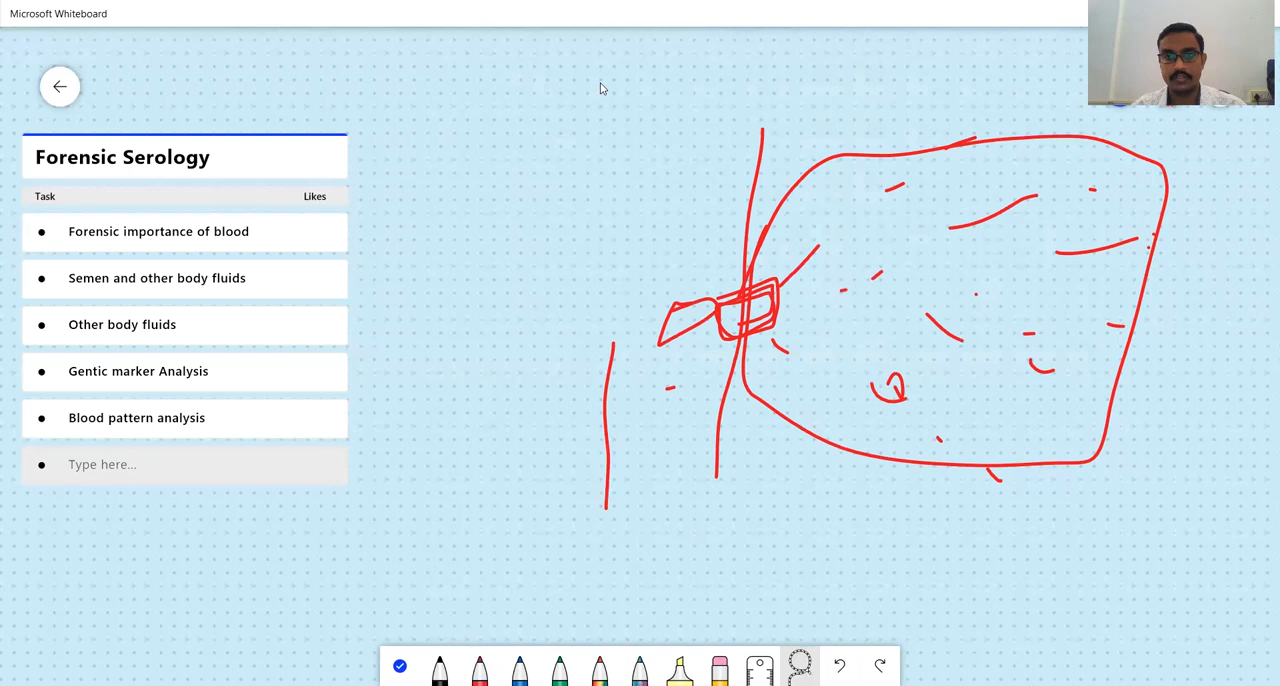 Microsoft Whiteboard
Forensic Serology
Task Likes
Forensic importance of blood
Semen and other body fluids
Other body fluids
Gentic marker Analysis
Blood pattern analysis
Type here...